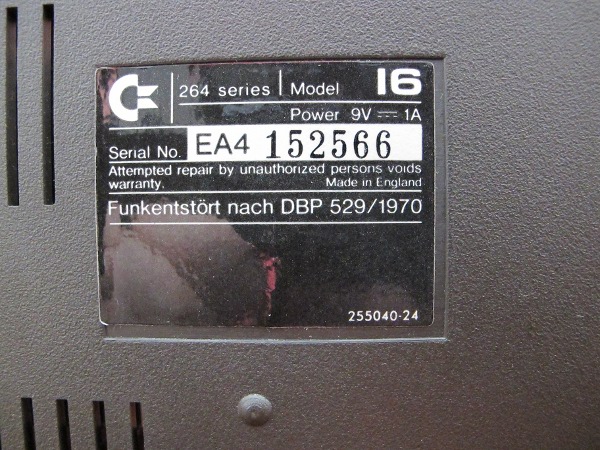 264 series Model 16
Power 9V ⎓ 1A
Serial No. EA4 152566
Attempted repair by unauthorized persons voids
warranty. Made in England
Funkentstört nach DBP 529/1970
255040-24